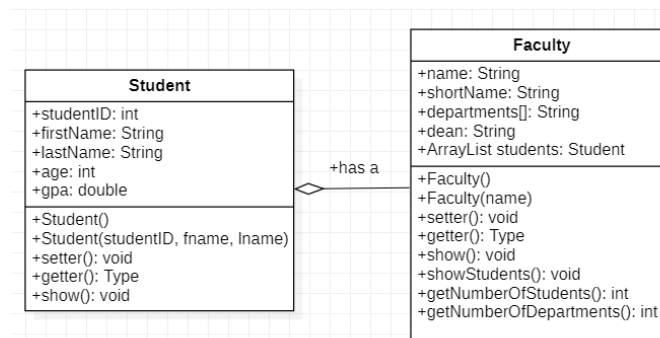 Student
+studentID: int
+firstName: String
+lastName: String
+age: int
+gpa: double
+Student()
+Student(studentID, fname, lname)
+setter(): void
+getter(): Type
+show(): void
+has a
Faculty
+name: String
+shortName: String
+departments[]: String
+dean: String
+ArrayList students: Student
+Faculty()
+Faculty(name)
+setter(): void
+getter(): Type
+show(): void
+showStudents(): void
+getNumberOfStudents(): int
+getNumberOfDepartments(): int